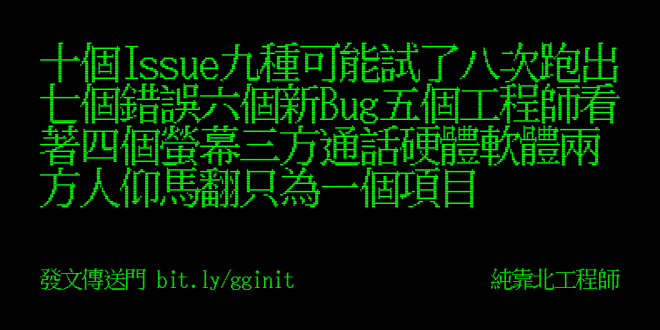 十個Issue九種可能試了八次跑出
七個錯誤六個新Bug五個工程師看
著四個螢幕三方通話硬體軟體兩
方人仰馬翻只為一個項目
發文傳送門 bit.ly/gginit
純靠北工程師